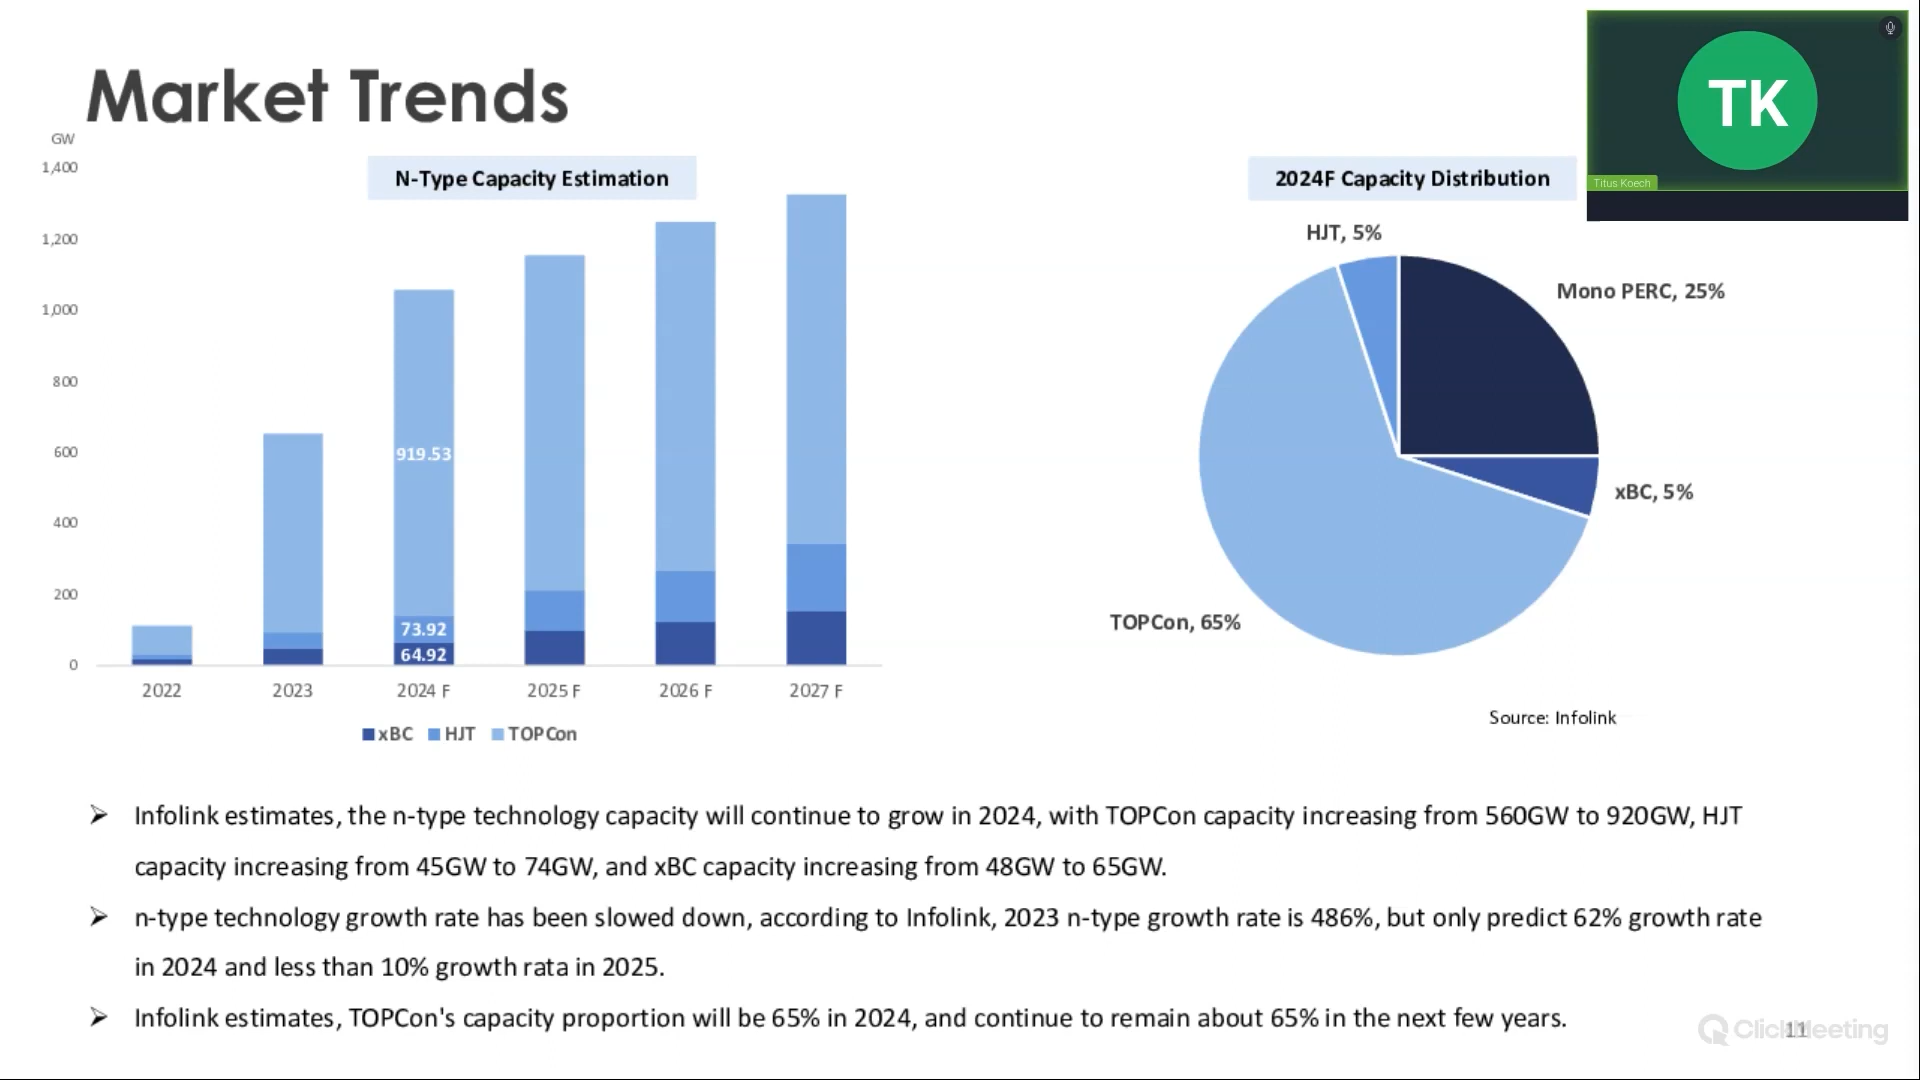 Market Trends
TK
Titus Koech
GW
1,400
1,200
1,000
800
600
400
200
0
N-Type Capacity Estimation
919.53
73.92
64.92
2022
2023
2024 F
2025 F
2026 F
2027 F
xBC
HJT
TOPCon
2024F Capacity Distribution
HJT, 5%
Mono PERC, 25%
xBC, 5%
TOPCon, 65%
Source: Infolink
Infolink estimates, the n-type technology capacity will continue to grow in 2024, with TOPCon capacity increasing from 560GW to 920GW, HJT
capacity increasing from 45GW to 74GW, and xBC capacity increasing from 48GW to 65GW.
n-type technology growth rate has been slowed down, according to Infolink, 2023 n-type growth rate is 486%, but only predict 62% growth rate
in 2024 and less than 10% growth rata in 2025.
Infolink estimates, TOPCon's capacity proportion will be 65% in 2024, and continue to remain about 65% in the next few years.
11
ClickMeeting